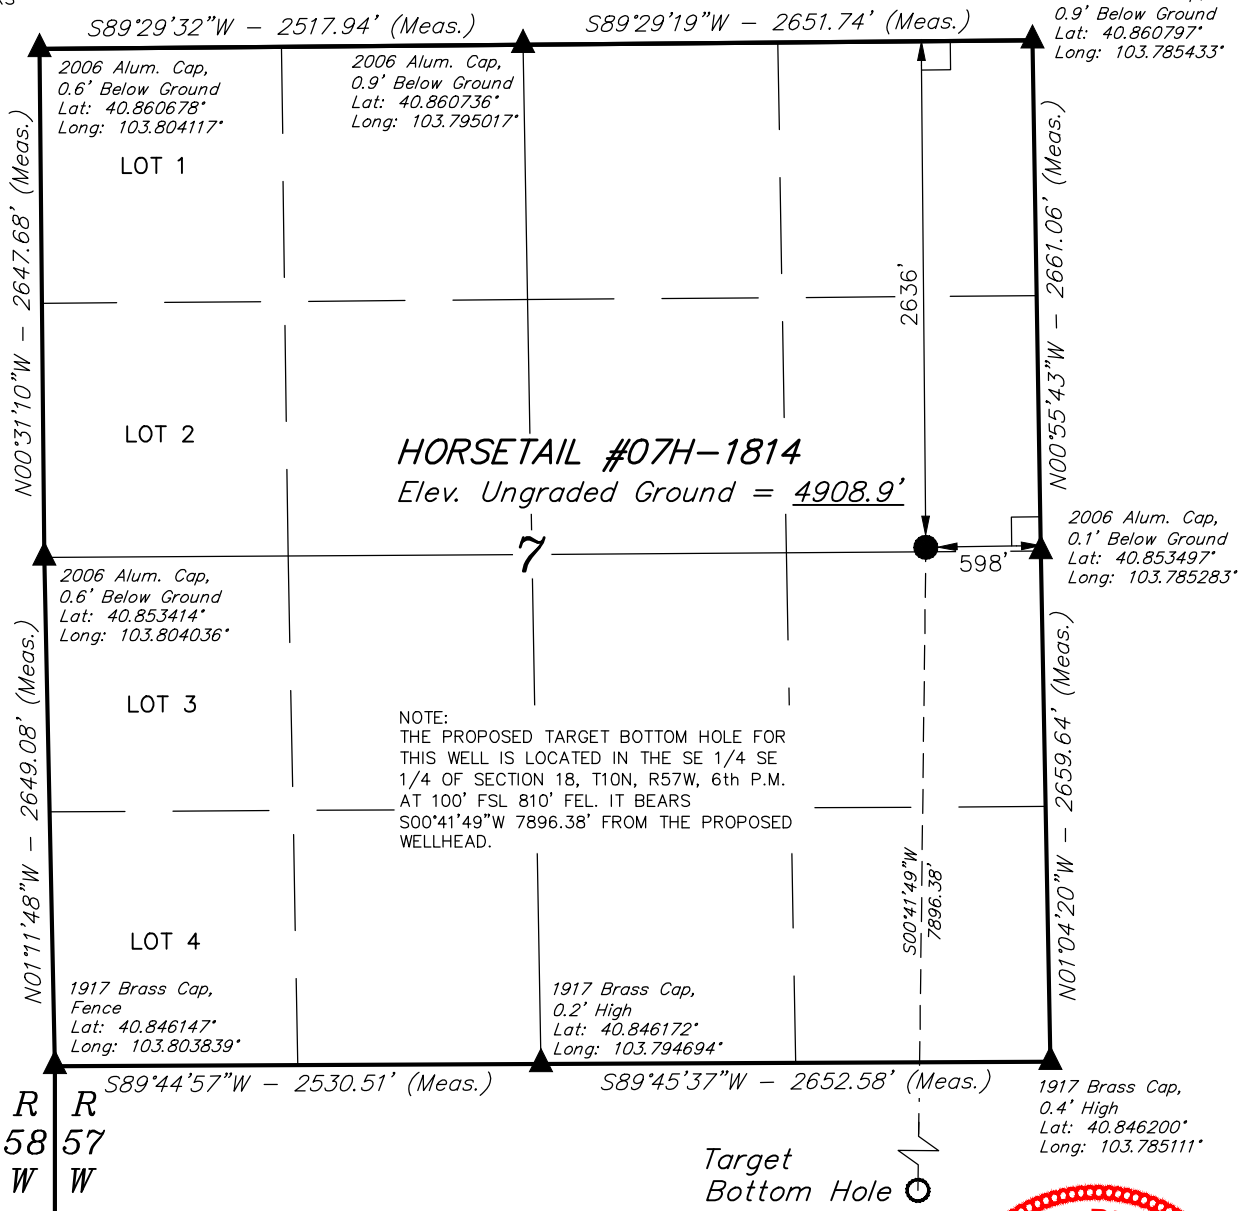 S89°29'32"W - 2517.94' (Meas.)
S89°29'19"W - 2651.74' (Meas.)
0.9' Below Ground
Lat: 40.860797°
Long: 103.785433°
2006 Alum. Cap,
0.6' Below Ground
Lat: 40.860678°
Long: 103.804117°
2006 Alum. Cap,
0.9' Below Ground
Lat: 40.860736°
Long: 103.795017°
LOT 1
N00°31'10"W - 2647.68' (Meas.)
2636'
N00°55'43"W - 2661.06' (Meas.)
LOT 2
HORSETAIL #07H-1814
Elev. Ungraded Ground = 4908.9'
7
598'
2006 Alum. Cap,
0.1' Below Ground
Lat: 40.853497°
Long: 103.785283°
2006 Alum. Cap,
0.6' Below Ground
Lat: 40.853414°
Long: 103.804036°
N01°11'48"W - 2649.08' (Meas.)
LOT 3
NOTE:
THE PROPOSED TARGET BOTTOM HOLE FOR
THIS WELL IS LOCATED IN THE SE 1/4 SE
1/4 OF SECTION 18, T10N, R57W, 6th P.M.
AT 100' FSL 810' FEL. IT BEARS
S00°41'49"W 7896.38' FROM THE PROPOSED
WELLHEAD.
S00°41'49"W
7896.38'
N01°04'20"W - 2659.64' (Meas.)
LOT 4
1917 Brass Cap,
Fence
Lat: 40.846147°
Long: 103.803839°
1917 Brass Cap,
0.2' High
Lat: 40.846172°
Long: 103.794694°
S89°44'57"W - 2530.51' (Meas.)
S89°45'37"W - 2652.58' (Meas.)
1917 Brass Cap,
0.4' High
Lat: 40.846200°
Long: 103.785111°
R R
58 57
W W
Target
Bottom Hole